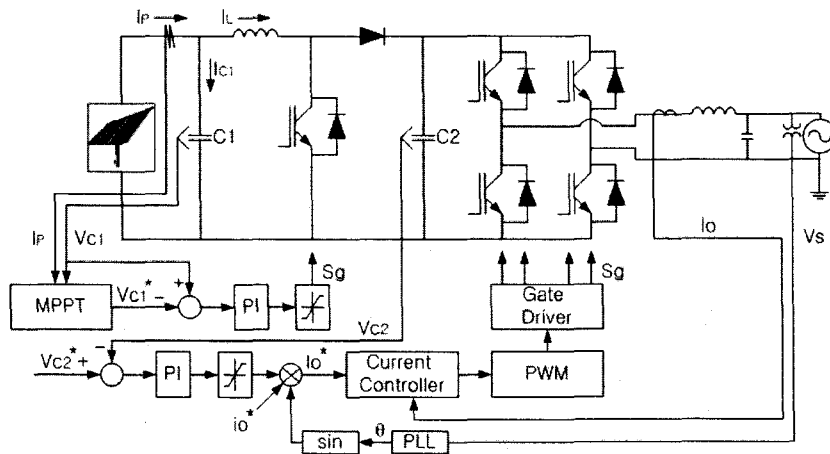 IP IL
IC1
C1
C2
IP
VC1
Io
Vs
MPPT
VC1* - +
PI
Sg
Sg
Gate
Driver
VC2
VC2* + -
PI
Io*
Current
Controller
PWM
io*
sin
θ
PLL